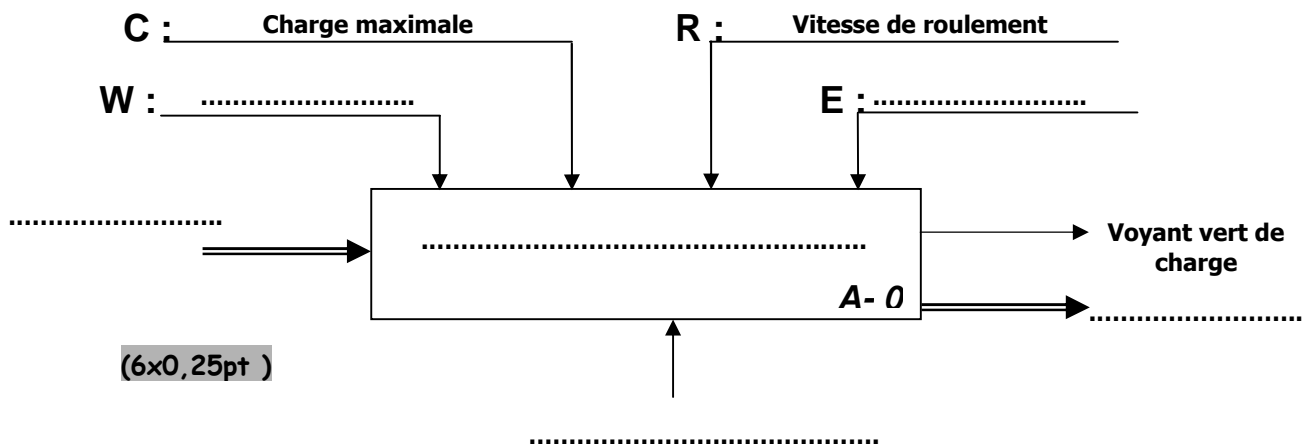 C : Charge maximale
R : Vitesse de roulement
W : ...........................
E : ...........................
...........................
........................................................
Voyant vert de
charge
A- 0
...........................
(6x0,25pt )
............................................